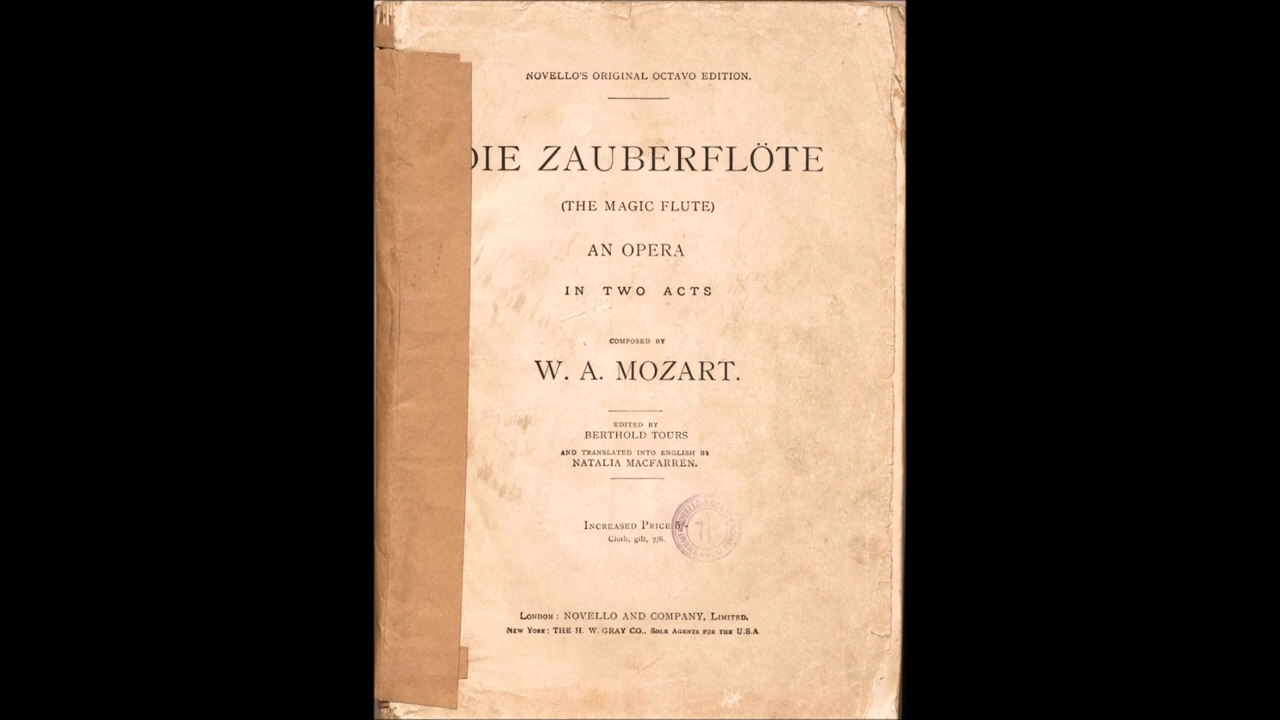 NOVELLO'S ORIGINAL OCTAVO EDITION.
DIE ZAUBERFLÖTE
(THE MAGIC FLUTE)
AN OPERA
IN TWO ACTS
COMPOSED BY
W. A. MOZART.
EDITED BY
BERTHOLD TOURS
AND TRANSLATED INTO ENGLISH BY
NATALIA MACFARREN.
INCREASED PRICE 5/-
Cloth, gilt, 7/6.
LONDON: NOVELLO AND COMPANY, LIMITED.
NEW YORK: THE H. W. GRAY CO., SOLE AGENTS FOR THE U.S.A